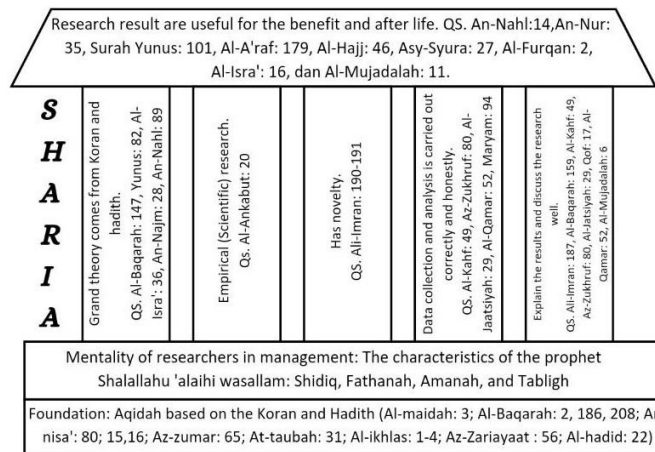 Research result are useful for the benefit and after life. QS. An-Nahl:14,An-Nur:
35, Surah Yunus: 101, Al-A'raf: 179, Al-Hajj: 46, Asy-Syura: 27, Al-Furqan: 2,
Al-Isra': 16, dan Al-Mujadalah: 11.
S
H
A
R
I
A
Grand theory comes from Koran and
hadith.
QS. Al-Baqarah: 147, Yunus: 82, Al-
Isra': 36, An-Najm: 28, An-Nahl: 89
Empirical (Scientific) research.
Qs. Al-Ankabut: 20
Has novelty.
QS. Ali-Imran: 190-191
Data collection and analysis is carried out
correctly and honestly.
QS. Al-Kahf: 49, Az-Zukhruf: 80, Al-
Jaatsiyah: 29, Al-Qamar: 52, Maryam: 94
Explain the results and discuss the research
well.
QS. Ali-Imran: 187, Al-Baqarah: 159, Al-Kahf: 49,
Az-Zukhruf: 80, Al-Jatsiyah: 29, Qof: 17, Al-
Qamar: 52, Al-Mujadalah: 6
Mentality of researchers in management: The characteristics of the prophet
Shalallahu 'alaihi wasallam: Shidiq, Fathanah, Amanah, and Tabligh
Foundation: Aqidah based on the Koran and Hadith (Al-maidah: 3; Al-Baqarah: 2, 186, 208; An
nisa': 80; 15,16; Az-zumar: 65; At-taubah: 31; Al-ikhlas: 1-4; Az-Zariayaat : 56; Al-hadid: 22)